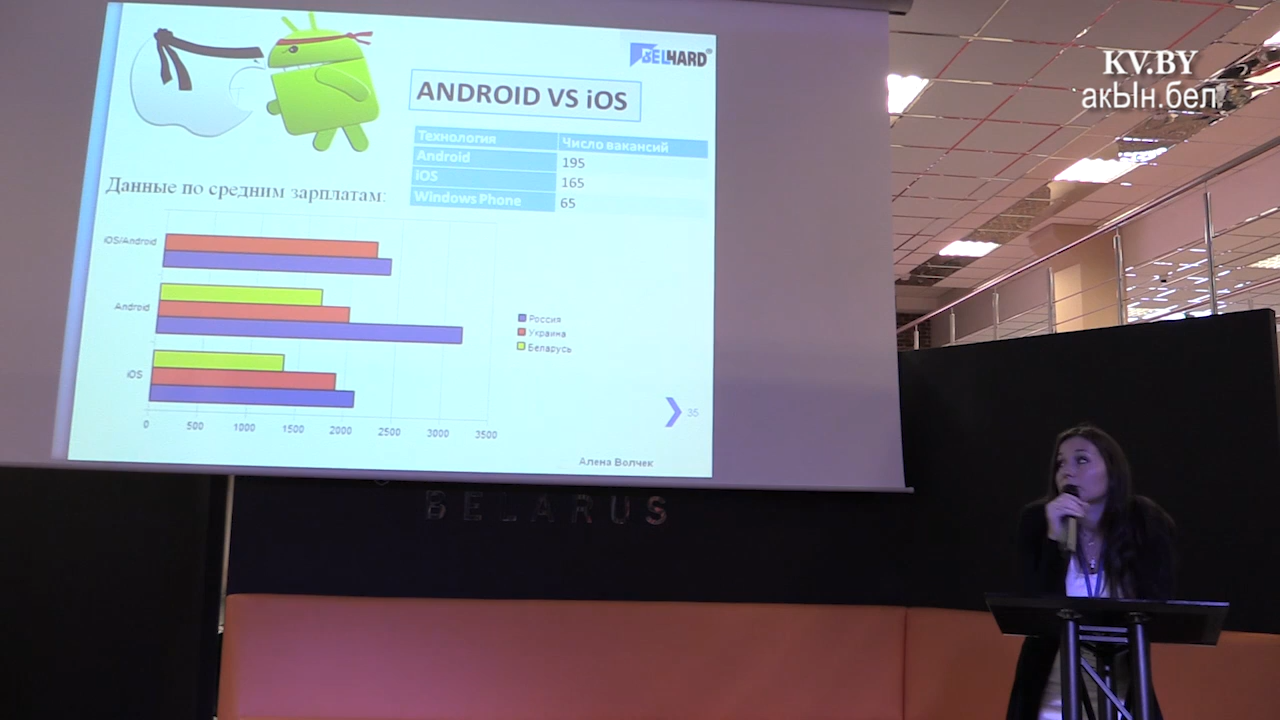 BELHARD®
KV.BY
акЫн.бел
ANDROID VS iOS
Технология Число вакансий
Android 195
iOS 165
Windows Phone 65
Данные по средним зарплатам:
iOS/Android
Android
iOS
Россия
Украина
Беларусь
0 500 1000 1500 2000 2500 3000 3500
35
Алена Волчек
BELARUS